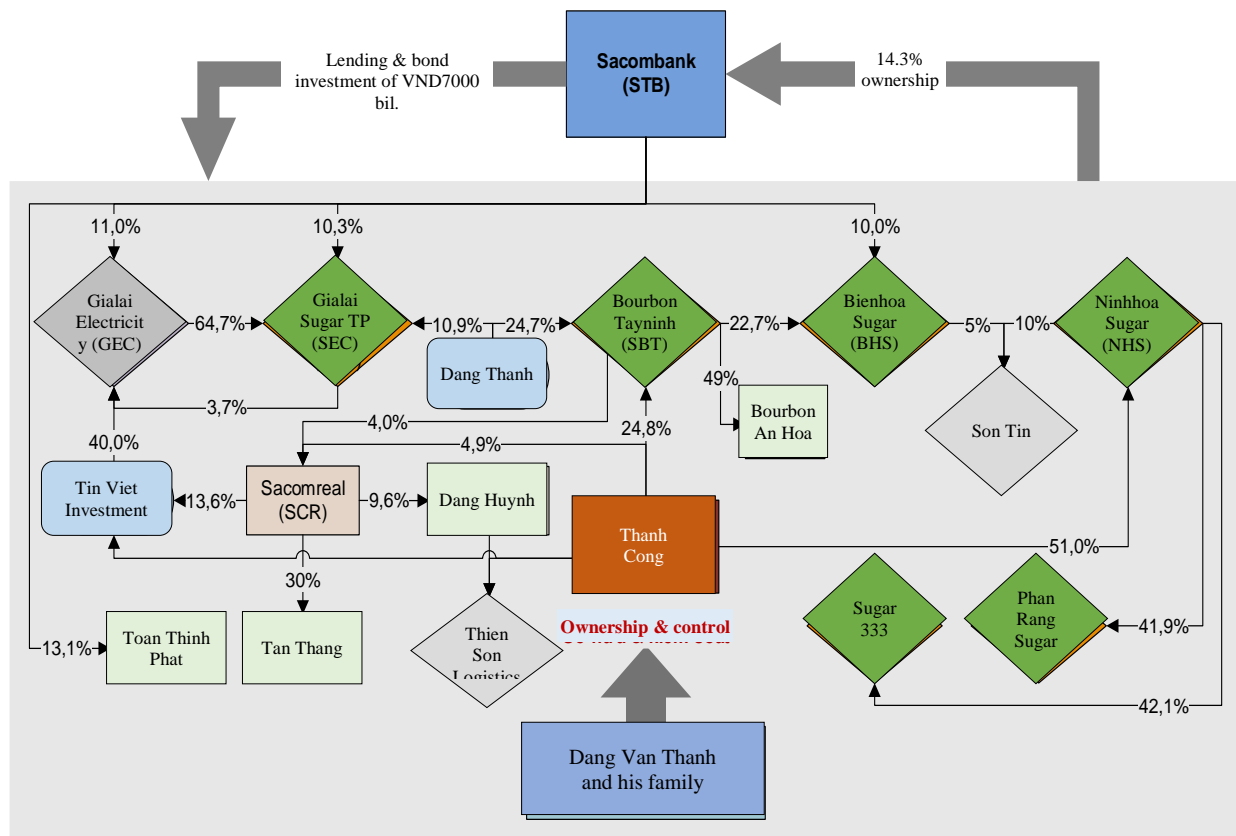 Lending & bond
investment of VND7000
bil.
Sacombank
(STB)
14.3%
ownership
11,0%
10,3%
10,0%
Gialai
Electricit
y (GEC)
64,7%
Gialai
Sugar TP
(SEC)
10,9%
24,7%
Bourbon
Tayninh
(SBT)
22,7%
Bienhoa
Sugar
(BHS)
5%
10%
Ninhhoa
Sugar
(NHS)
Dang Thanh
49%
3,7%
4,0%
24,8%
Bourbon
An Hoa
Son Tin
40,0%
4,9%
Tin Viet
Investment
13,6%
Sacomreal
(SCR)
9,6%
Dang Huynh
Thanh
Cong
51,0%
30%
Toan Thinh
Phat
13,1%
Tan Thang
Thien
Son
Logistics
Ownership & control
Sugar
333
Phan
Rang
Sugar
41,9%
42,1%
Dang Van Thanh
and his family